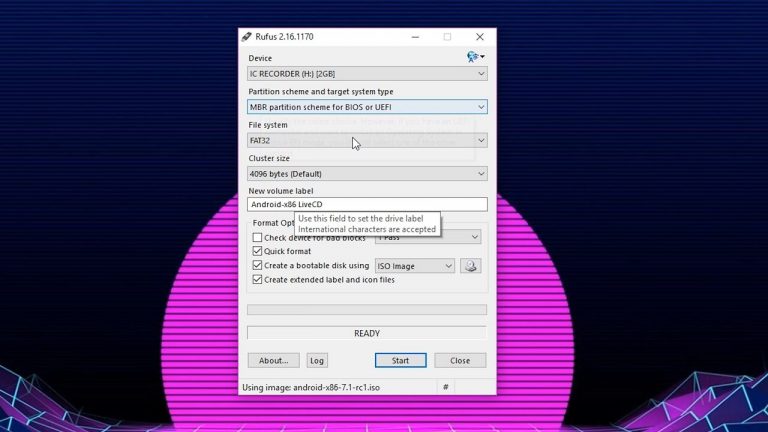 Rufus 2.16.1170
Device
IC RECORDER (H:) [2GB]
Partition scheme and target system type
MBR partition scheme for BIOS or UEFI
File system
FAT32
Cluster size
4096 bytes (Default)
New volume label
Android-x86 LiveCD
Use this field to set the drive label
International characters are accepted
Format Opt
Check device for bad blocks
1 Pass
Quick format
Create a bootable disk using
ISO Image
Create extended label and icon files
READY
About...
Log
Start
Close
Using image: android-x86-7.1-rc1.iso
#